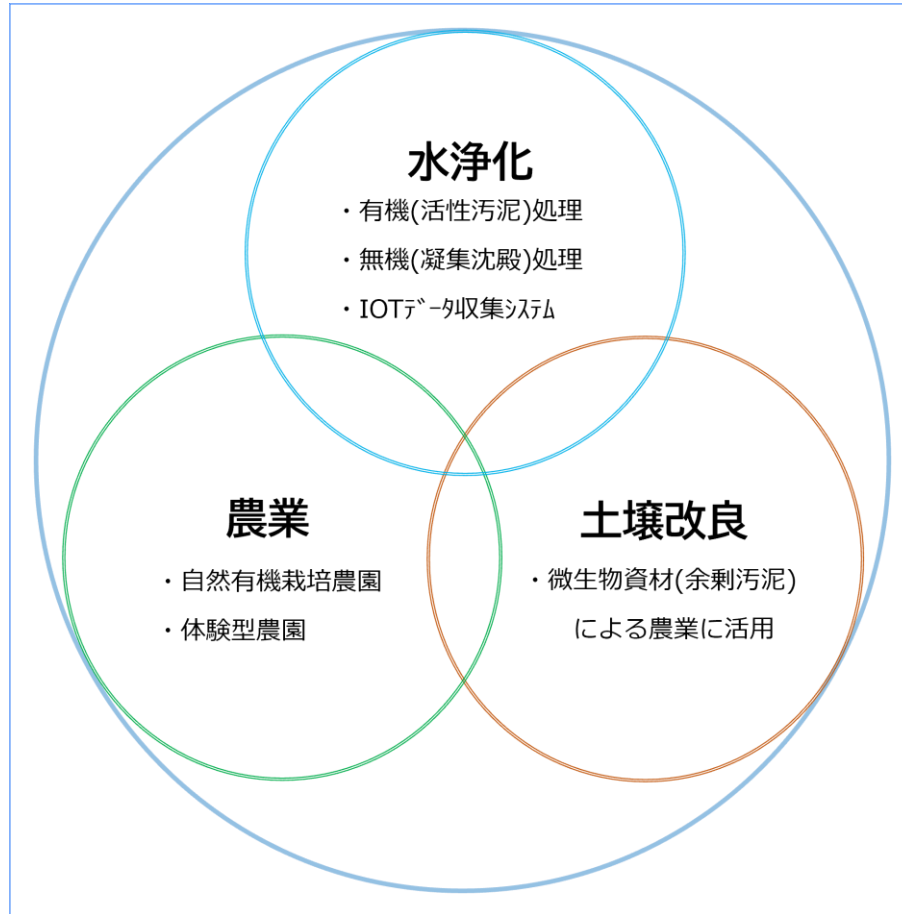 水浄化
・有機(活性汚泥)処理
・無機(凝集沈殿)処理
・IOTﾃﾞｰﾀ収集ｼｽﾃﾑ
農業
・自然有機栽培農園
・体験型農園
土壌改良
・微生物資材(余剰汚泥)
による農業に活用